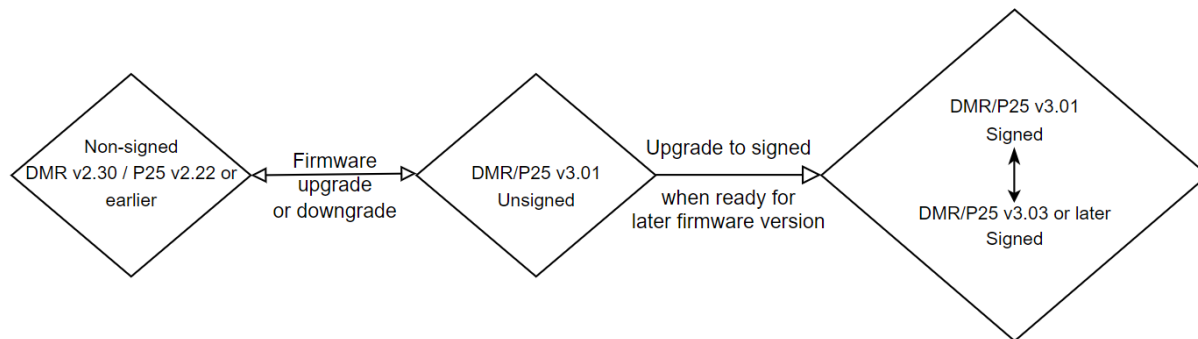 Non-signed
DMR v2.30 / P25 v2.22 or
earlier
Firmware
upgrade
or downgrade
DMR/P25 v3.01
Unsigned
Upgrade to signed
when ready for
later firmware version
DMR/P25 v3.01
Signed
DMR/P25 v3.03 or later
Signed